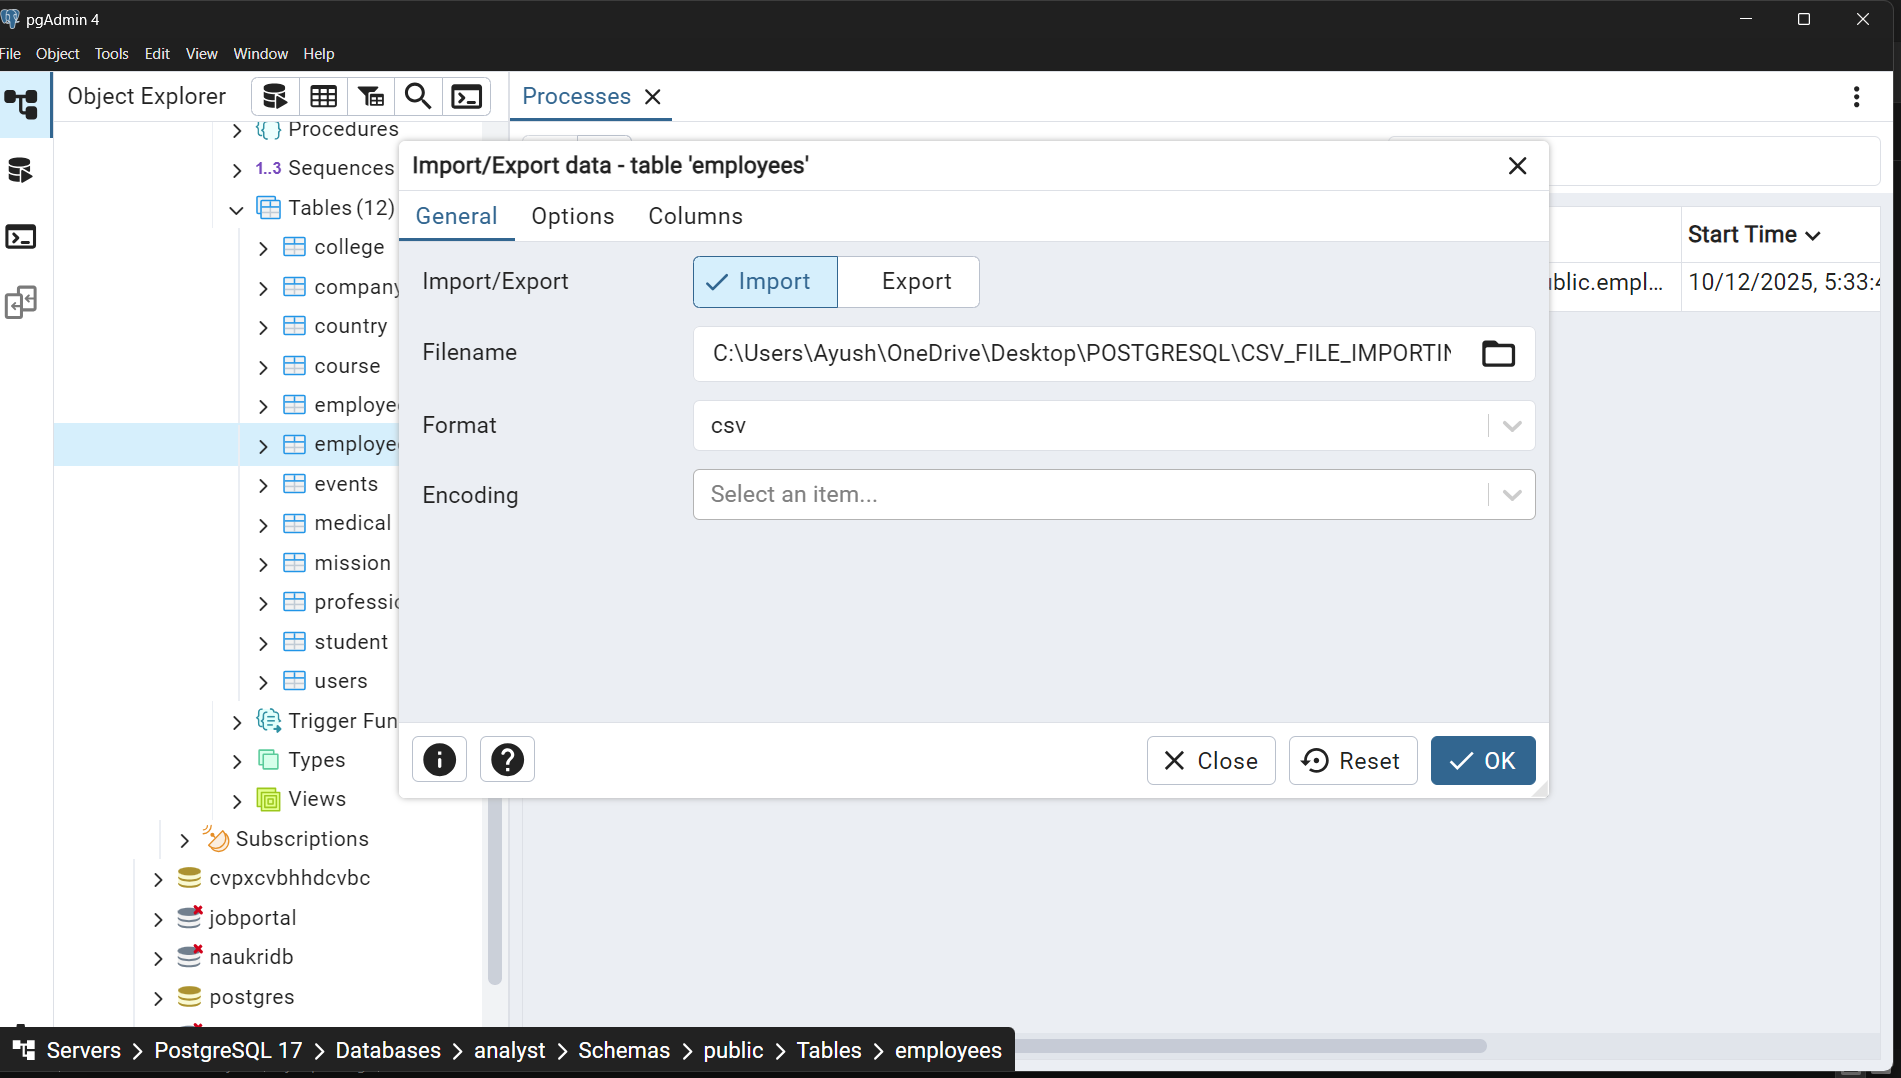 pgAdmin 4
File Object Tools Edit View Window Help
Object Explorer
Processes
Procedures
1..3 Sequences
Tables (12)
college
company
country
course
employe
employe
events
medical
mission
professio
student
users
Trigger Fun
Types
Views
Subscriptions
cvpxcvbhhdcvbc
jobportal
naukridb
postgres
Import/Export data - table 'employees'
General Options Columns
Import/Export
Import Export
Filename
C:\Users\Ayush\OneDrive\Desktop\POSTGRESQL\CSV_FILE_IMPORTIN
Format
csv
Encoding
Select an item...
Close Reset OK
Start Time
ublic.empl... 10/12/2025, 5:33:4
Servers > PostgreSQL 17 > Databases > analyst > Schemas > public > Tables > employees